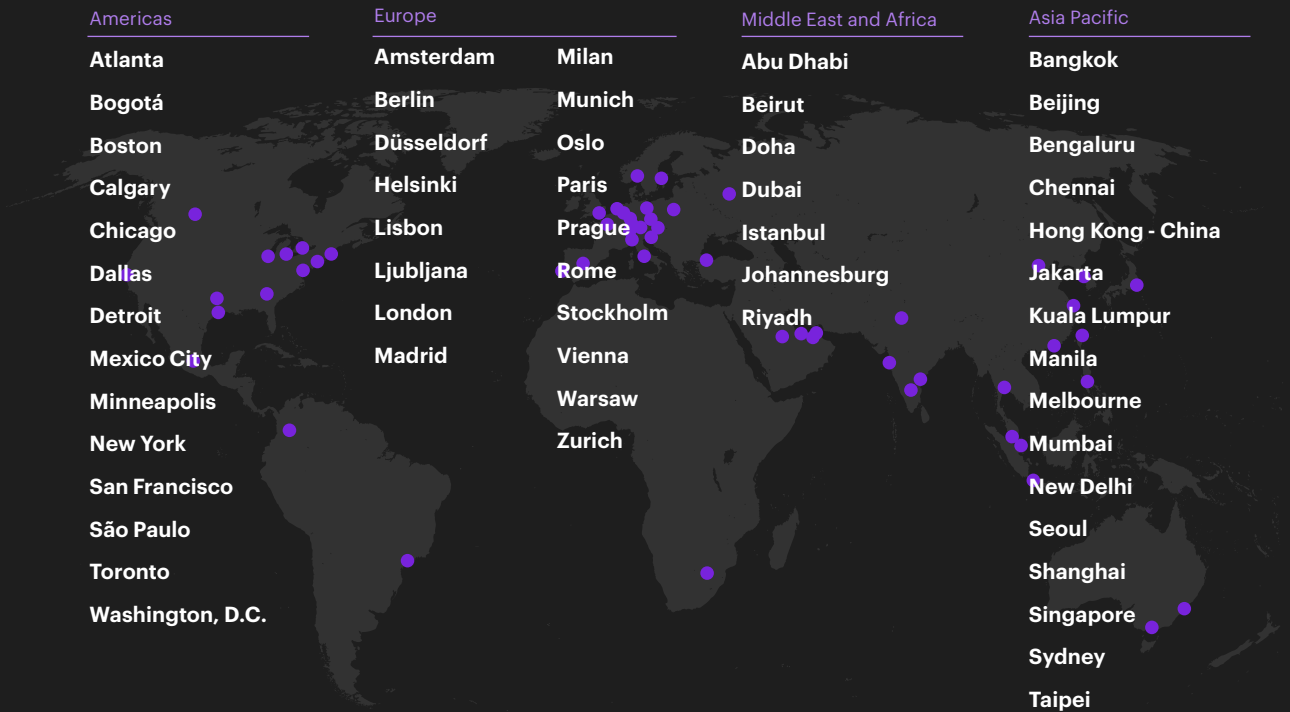 Americas
Atlanta
Bogotá
Boston
Calgary
Chicago
Dallas
Detroit
Mexico City
Minneapolis
New York
San Francisco
São Paulo
Toronto
Washington, D.C.
Europe
Amsterdam
Berlin
Düsseldorf
Helsinki
Lisbon
Ljubljana
London
Madrid
Milan
Munich
Oslo
Paris
Prague
Rome
Stockholm
Vienna
Warsaw
Zurich
Middle East and Africa
Abu Dhabi
Beirut
Doha
Dubai
Istanbul
Johannesburg
Riyadh
Asia Pacific
Bangkok
Beijing
Bengaluru
Chennai
Hong Kong - China
Jakarta
Kuala Lumpur
Manila
Melbourne
Mumbai
New Delhi
Seoul
Shanghai
Singapore
Sydney
Taipei